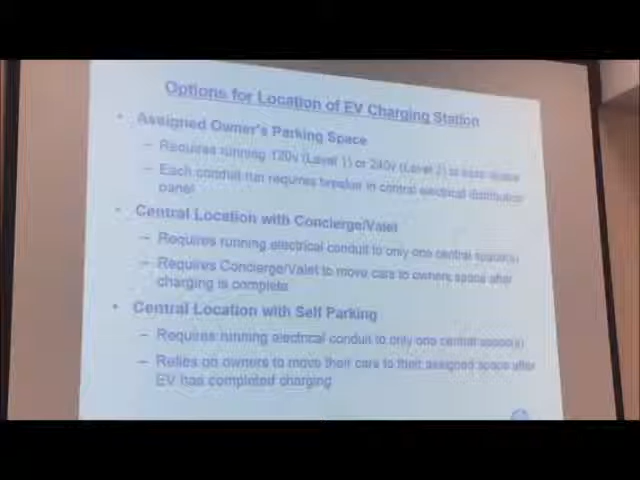 Options for Location of EV Charging Station
• Assigned Owner's Parking Space
– Requires running 120v (Level 1) or 240v (Level 2) to each space
– Each conduit run requires breaker in central electrical distribution
panel
• Central Location with Concierge/Valet
– Requires running electrical conduit to only one central space(s)
– Requires Concierge/Valet to move cars to owners space after
charging is complete
• Central Location with Self Parking
– Requires running electrical conduit to only one central space(s)
– Relies on owners to move their cars to their assigned space after
EV has completed charging